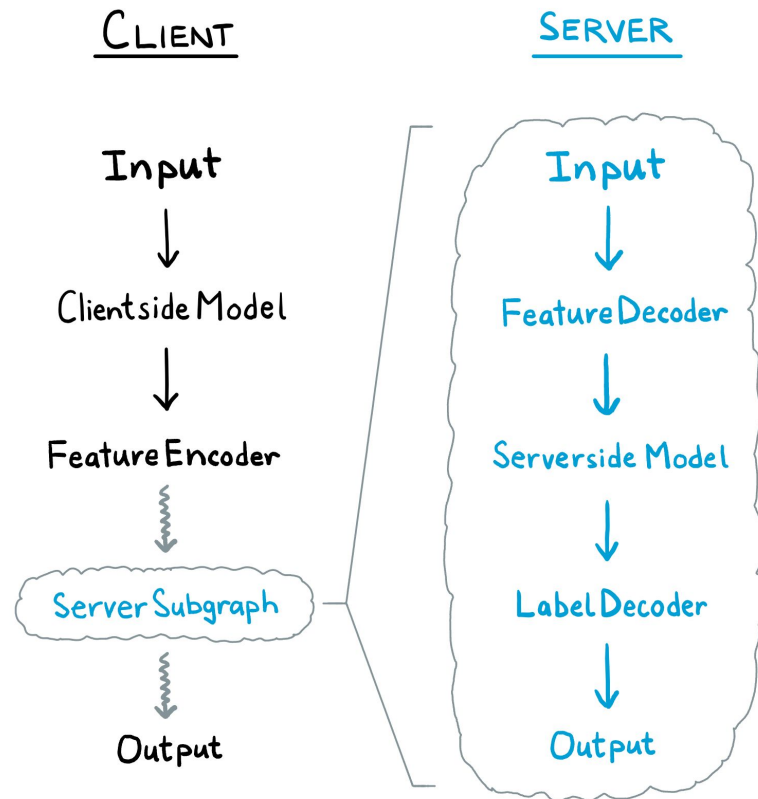 CLIENT
Input
Clientside Model
Feature Encoder
Server Subgraph
Output
SERVER
Input
Feature Decoder
Serverside Model
Label Decoder
Output